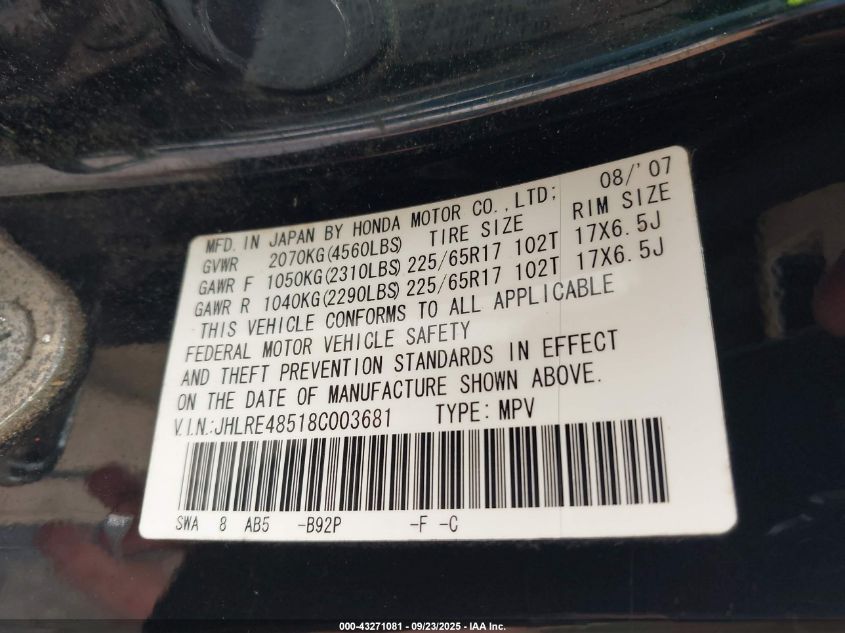 MFD. IN JAPAN BY HONDA MOTOR CO.,LTD; 08/'07
GVWR 2070KG(4560LBS) TIRE SIZE RIM SIZE
GAWR F 1050KG(2310LBS) 225/65R17 102T 17X6.5J
GAWR R 1040KG(2290LBS) 225/65R17 102T 17X6.5J
THIS VEHICLE CONFORMS TO ALL APPLICABLE
FEDERAL MOTOR VEHICLE SAFETY
AND THEFT PREVENTION STANDARDS IN EFFECT
ON THE DATE OF MANUFACTURE SHOWN ABOVE.
V.I.N.:JHLRE48518C003681 TYPE: MPV
SWA 8 AB5 -B92P -F -C
000-43271081 - 09/23/2025 - IAA Inc.